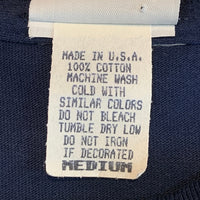 MADE IN U.S.A.
100% COTTON
MACHINE WASH
COLD WITH
SIMILAR COLORS
DO NOT BLEACH
TUMBLE DRY LOW
DO NOT IRON
IF DECORATED
MEDIUM